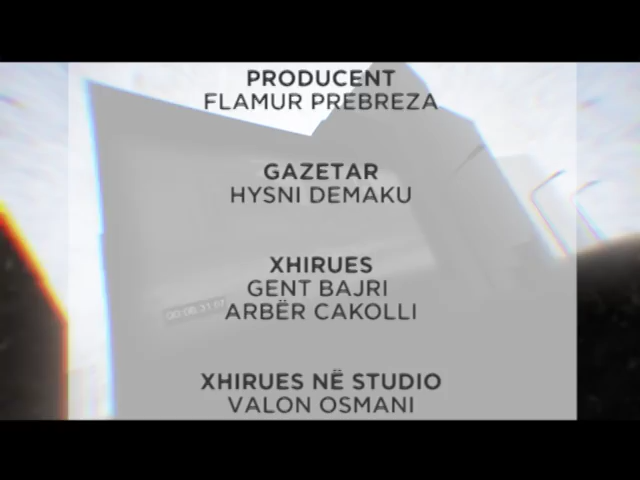 PRODUCENT
FLAMUR PREBREZA
GAZETAR
HYSNI DEMAKU
XHIRUES
GENT BAJRI
ARBËR CAKOLLI
XHIRUES NË STUDIO
VALON OSMANI